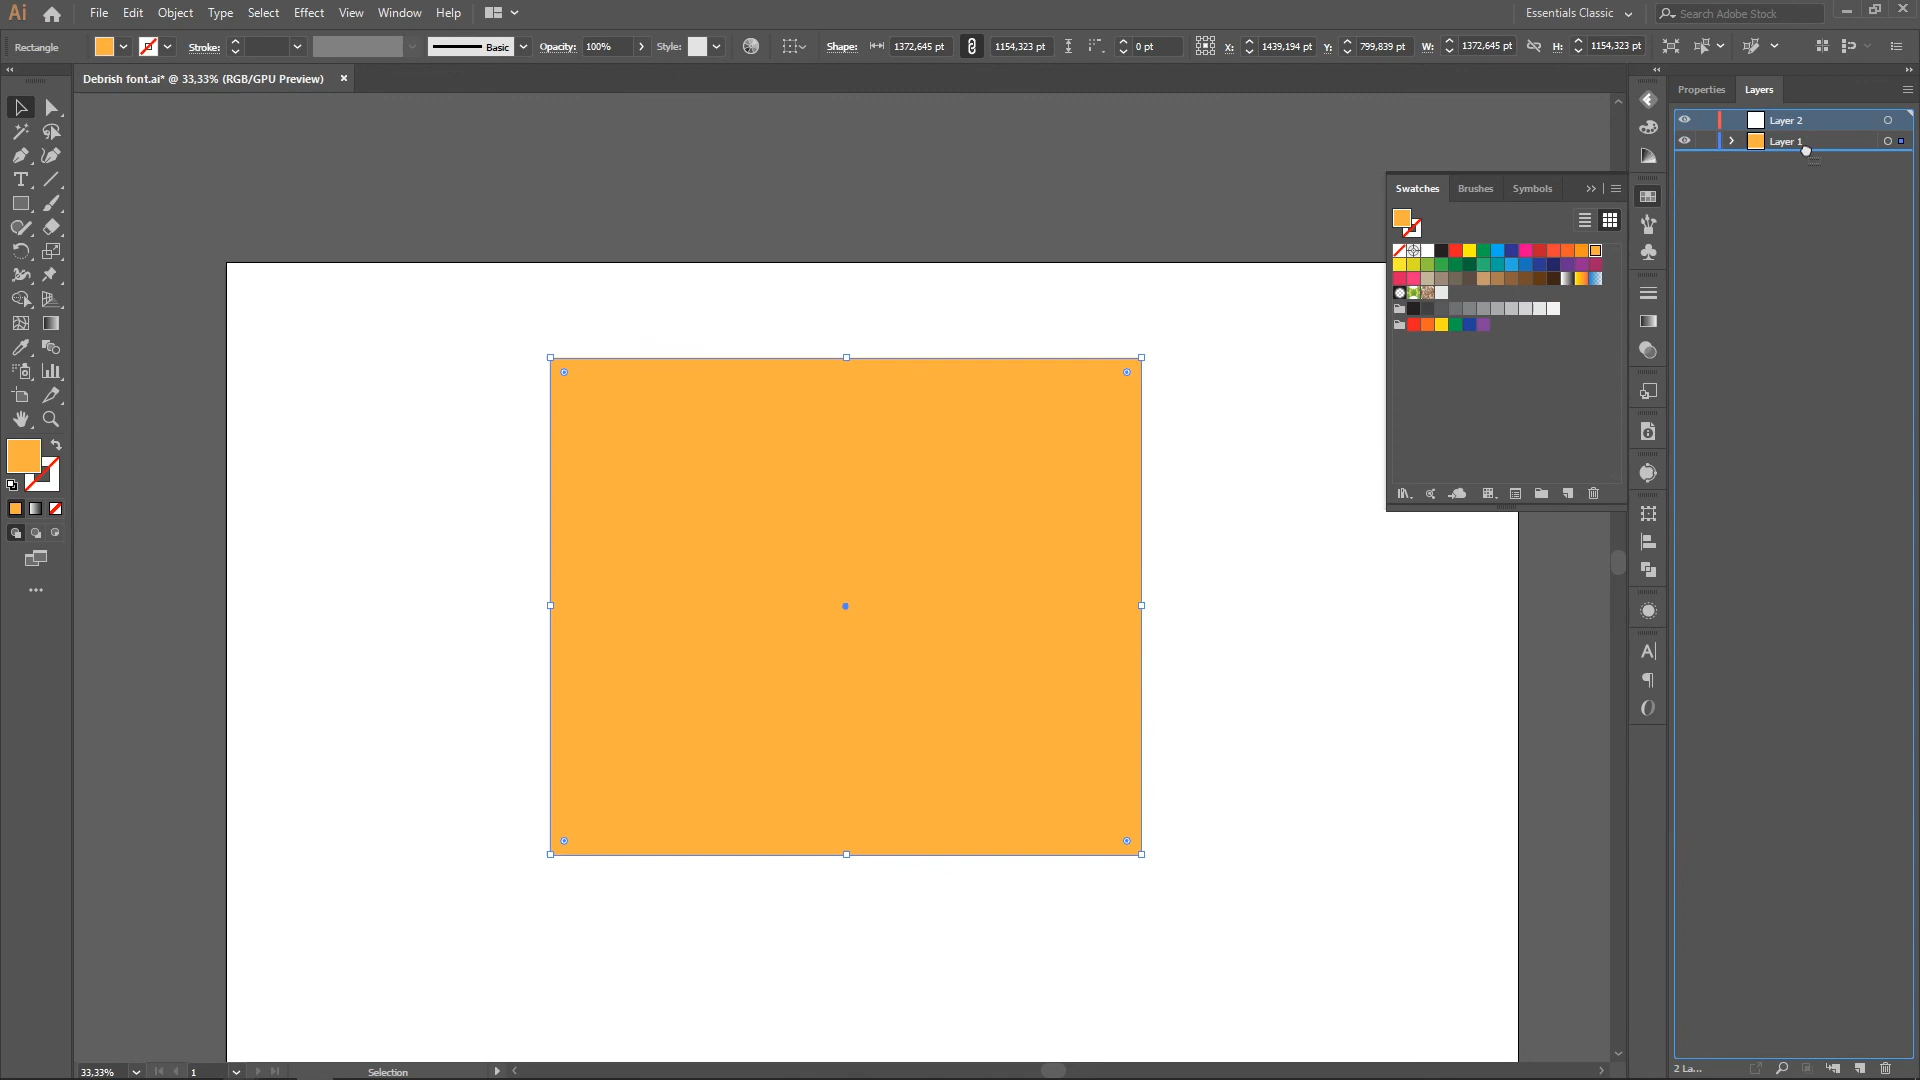 Ai File Edit Object Type Select Effect View Window Help Essentials Classic Search Adobe Stock
Rectangle Stroke: Basic Opacity: 100% Style: Shape: 1372,645 pt 1154,323 pt 0 pt X: 1439,194 pt Y: 799,839 pt W: 1372,645 pt H: 1154,323 pt
Debrish font.ai* @ 33,33% (RGB/GPU Preview)
Properties Layers
Layer 2
Layer 1
Swatches Brushes Symbols
33,33% 1 Selection 2 La...